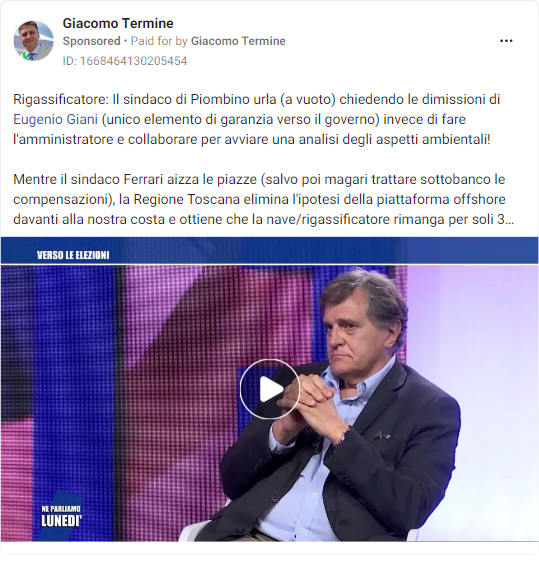 Giacomo Termine
Sponsored • Paid for by Giacomo Termine
ID: 1668464130205454
Rigassificatore: Il sindaco di Piombino urla (a vuoto) chiedendo le dimissioni di
Eugenio Giani (unico elemento di garanzia verso il governo) invece di fare
l'amministratore e collaborare per avviare una analisi degli aspetti ambientali!
Mentre il sindaco Ferrari aizza le piazze (salvo poi magari trattare sottobanco le
compensazioni), la Regione Toscana elimina l'ipotesi della piattaforma offshore
davanti alla nostra costa e ottiene che la nave/rigassificatore rimanga per soli 3...
VERSO LE ELEZIONI
NE PARLIAMO
LUNEDI'